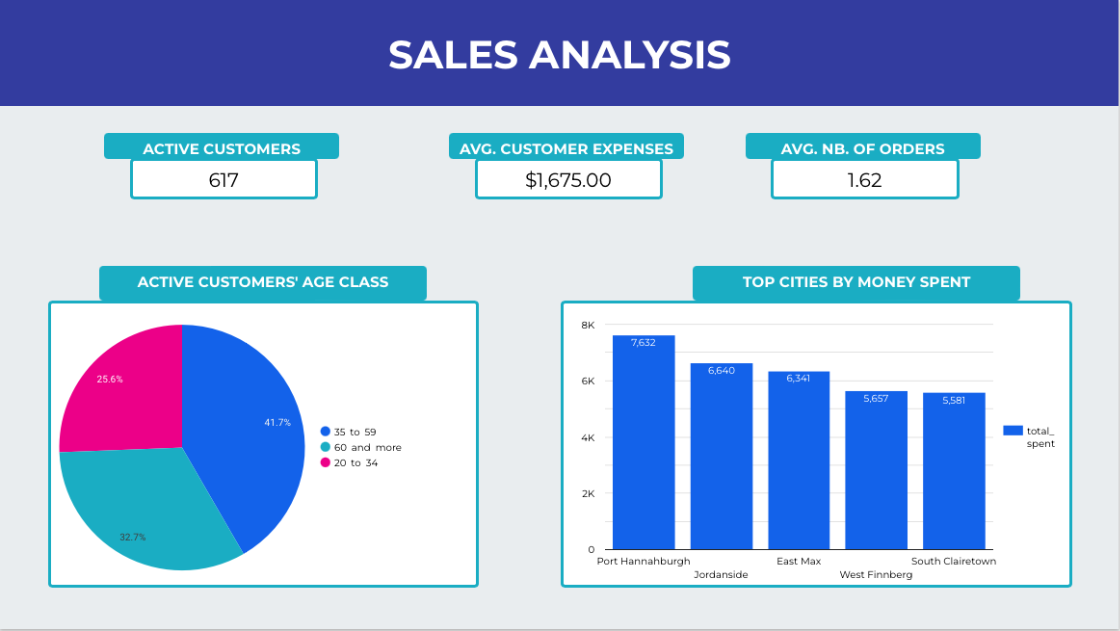 SALES ANALYSIS
ACTIVE CUSTOMERS
617
AVG. CUSTOMER EXPENSES
$1,675.00
AVG. NB. OF ORDERS
1.62
ACTIVE CUSTOMERS' AGE CLASS
25.6%
41.7%
32.7%
35 to 59
60 and more
20 to 34
TOP CITIES BY MONEY SPENT
8K
6K
4K
2K
0
7,632
6,640
6,341
5,657
5,581
Port Hannahburgh
Jordanside
East Max
West Finnberg
South Clairetown
total_
spent